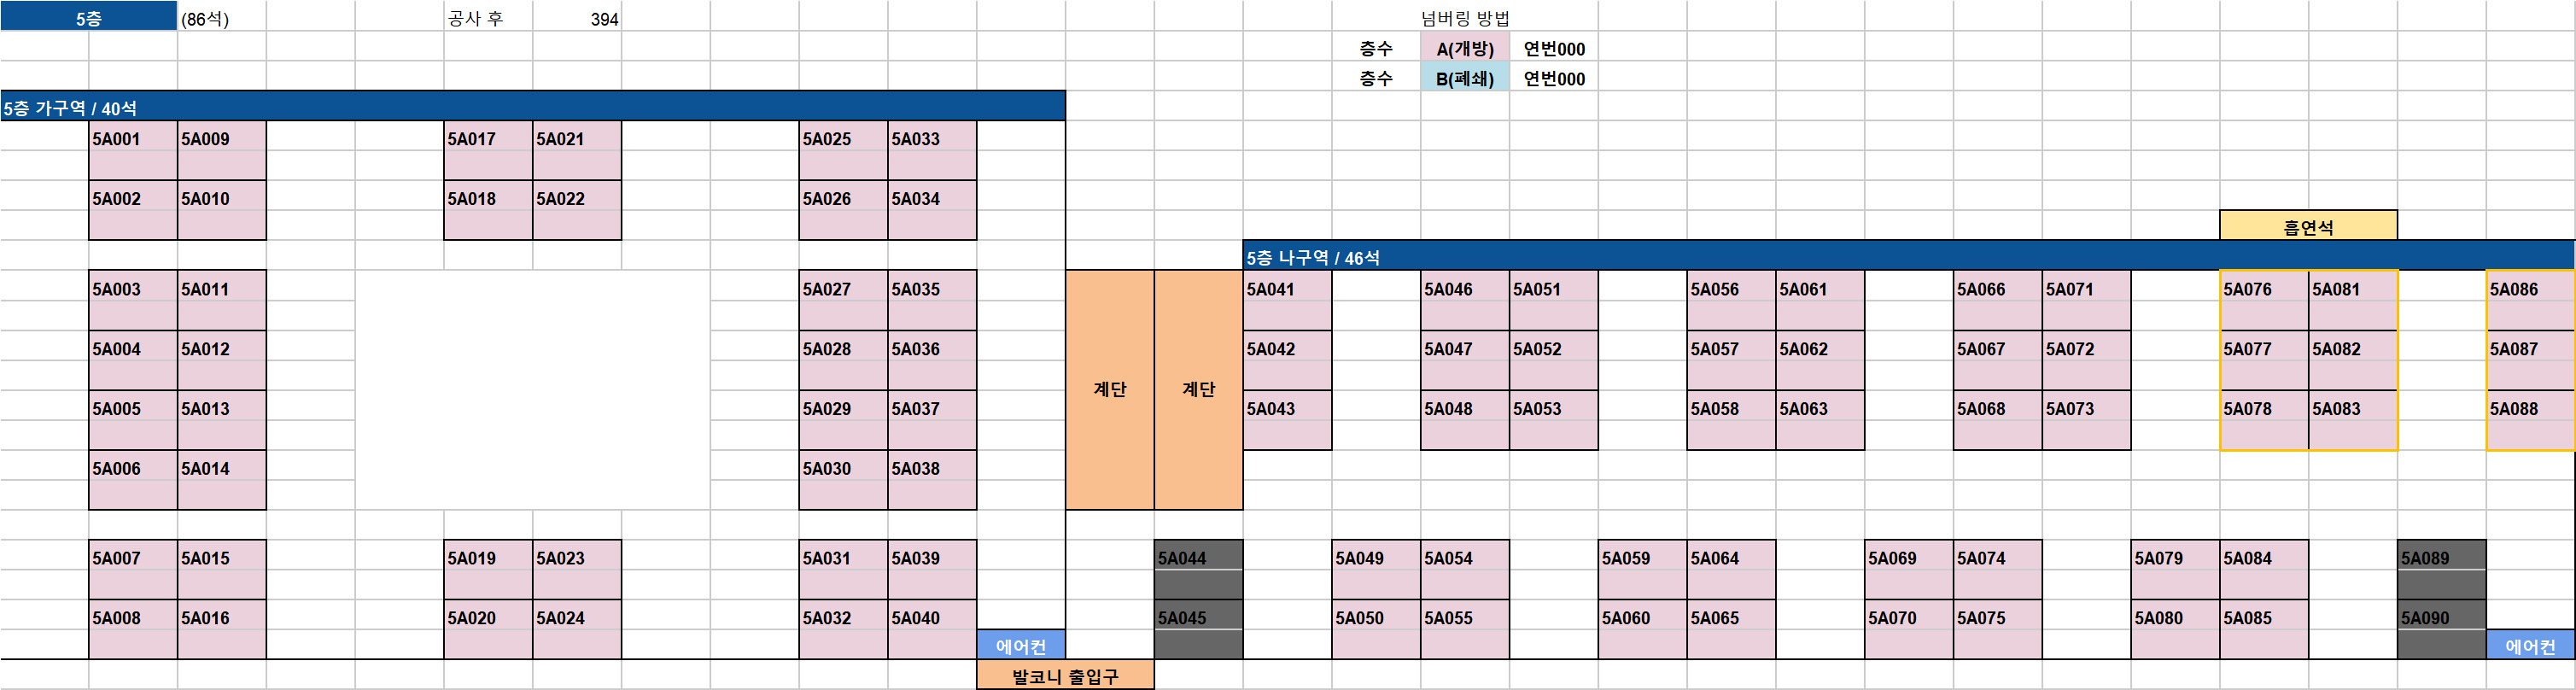 5층 (86석) 공사 후 394 넘버링 방법
층수 A(개방) 연번000
층수 B(폐쇄) 연번000
5층 가구역 / 40석
5A001 5A009 5A017 5A021 5A025 5A033
5A002 5A010 5A018 5A022 5A026 5A034
흡연석
5층 나구역 / 46석
5A003 5A011 5A027 5A035 5A041 5A046 5A051 5A056 5A061 5A066 5A071 5A076 5A081 5A086
5A004 5A012 5A028 5A036 5A042 5A047 5A052 5A057 5A062 5A067 5A072 5A077 5A082 5A087
계단 계단
5A005 5A013 5A029 5A037 5A043 5A048 5A053 5A058 5A063 5A068 5A073 5A078 5A083 5A088
5A006 5A014 5A030 5A038
5A007 5A015 5A019 5A023 5A031 5A039 5A044 5A049 5A054 5A059 5A064 5A069 5A074 5A079 5A084 5A089
5A008 5A016 5A020 5A024 5A032 5A040 5A045 5A050 5A055 5A060 5A065 5A070 5A075 5A080 5A085 5A090
에어컨 에어컨
발코니 출입구